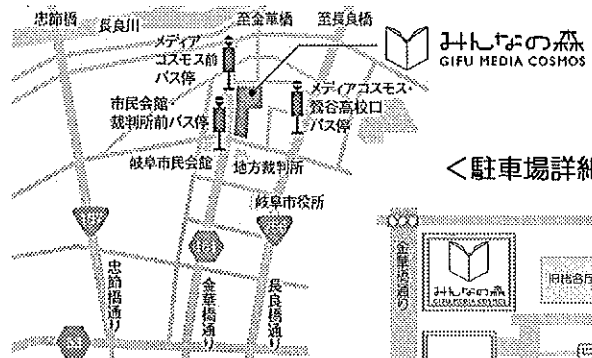 忠節橋
長良川
至金華橋
至長良橋
メディア
コスモス前
バス停
みんなの森
GIFU MEDIA COSMOS
市民会館・
裁判所前バス停
メディアコスモス・
鶯谷高校口
バス停
岐阜市民会館
地方裁判所
岐阜市役所
<駐車場詳細
忠節橋通り
金華橋通り
長良橋通り
金華橋通り
みんなの森
GIFU MEDIA COSMOS
旧総合庁